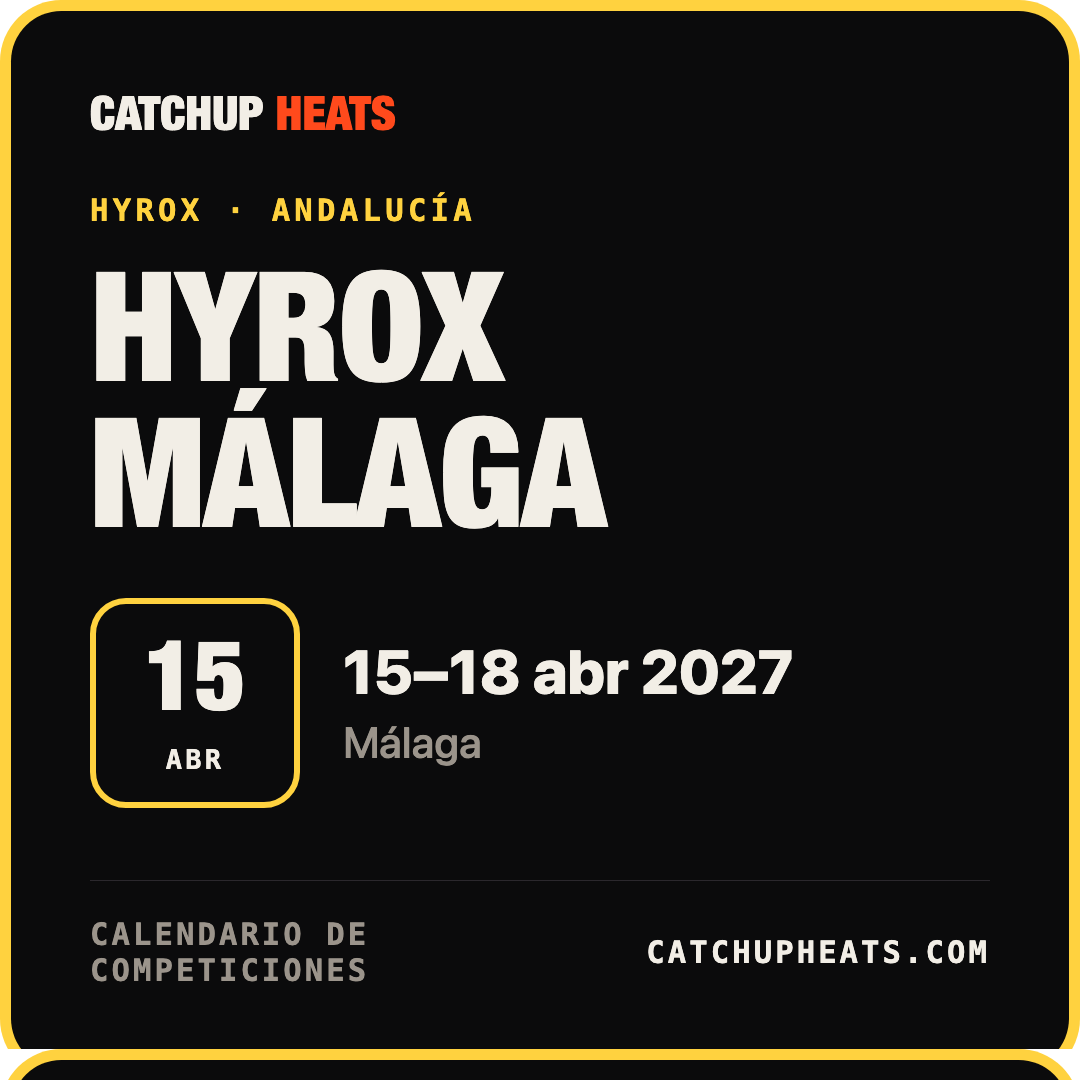 CATCHUP HEATS
HYROX · ANDALUCÍA
HYROX
MÁLAGA
15
ABR
15–18 abr 2027
Málaga
CALENDARIO DE
COMPETICIONES
CATCHUPHEATS.COM